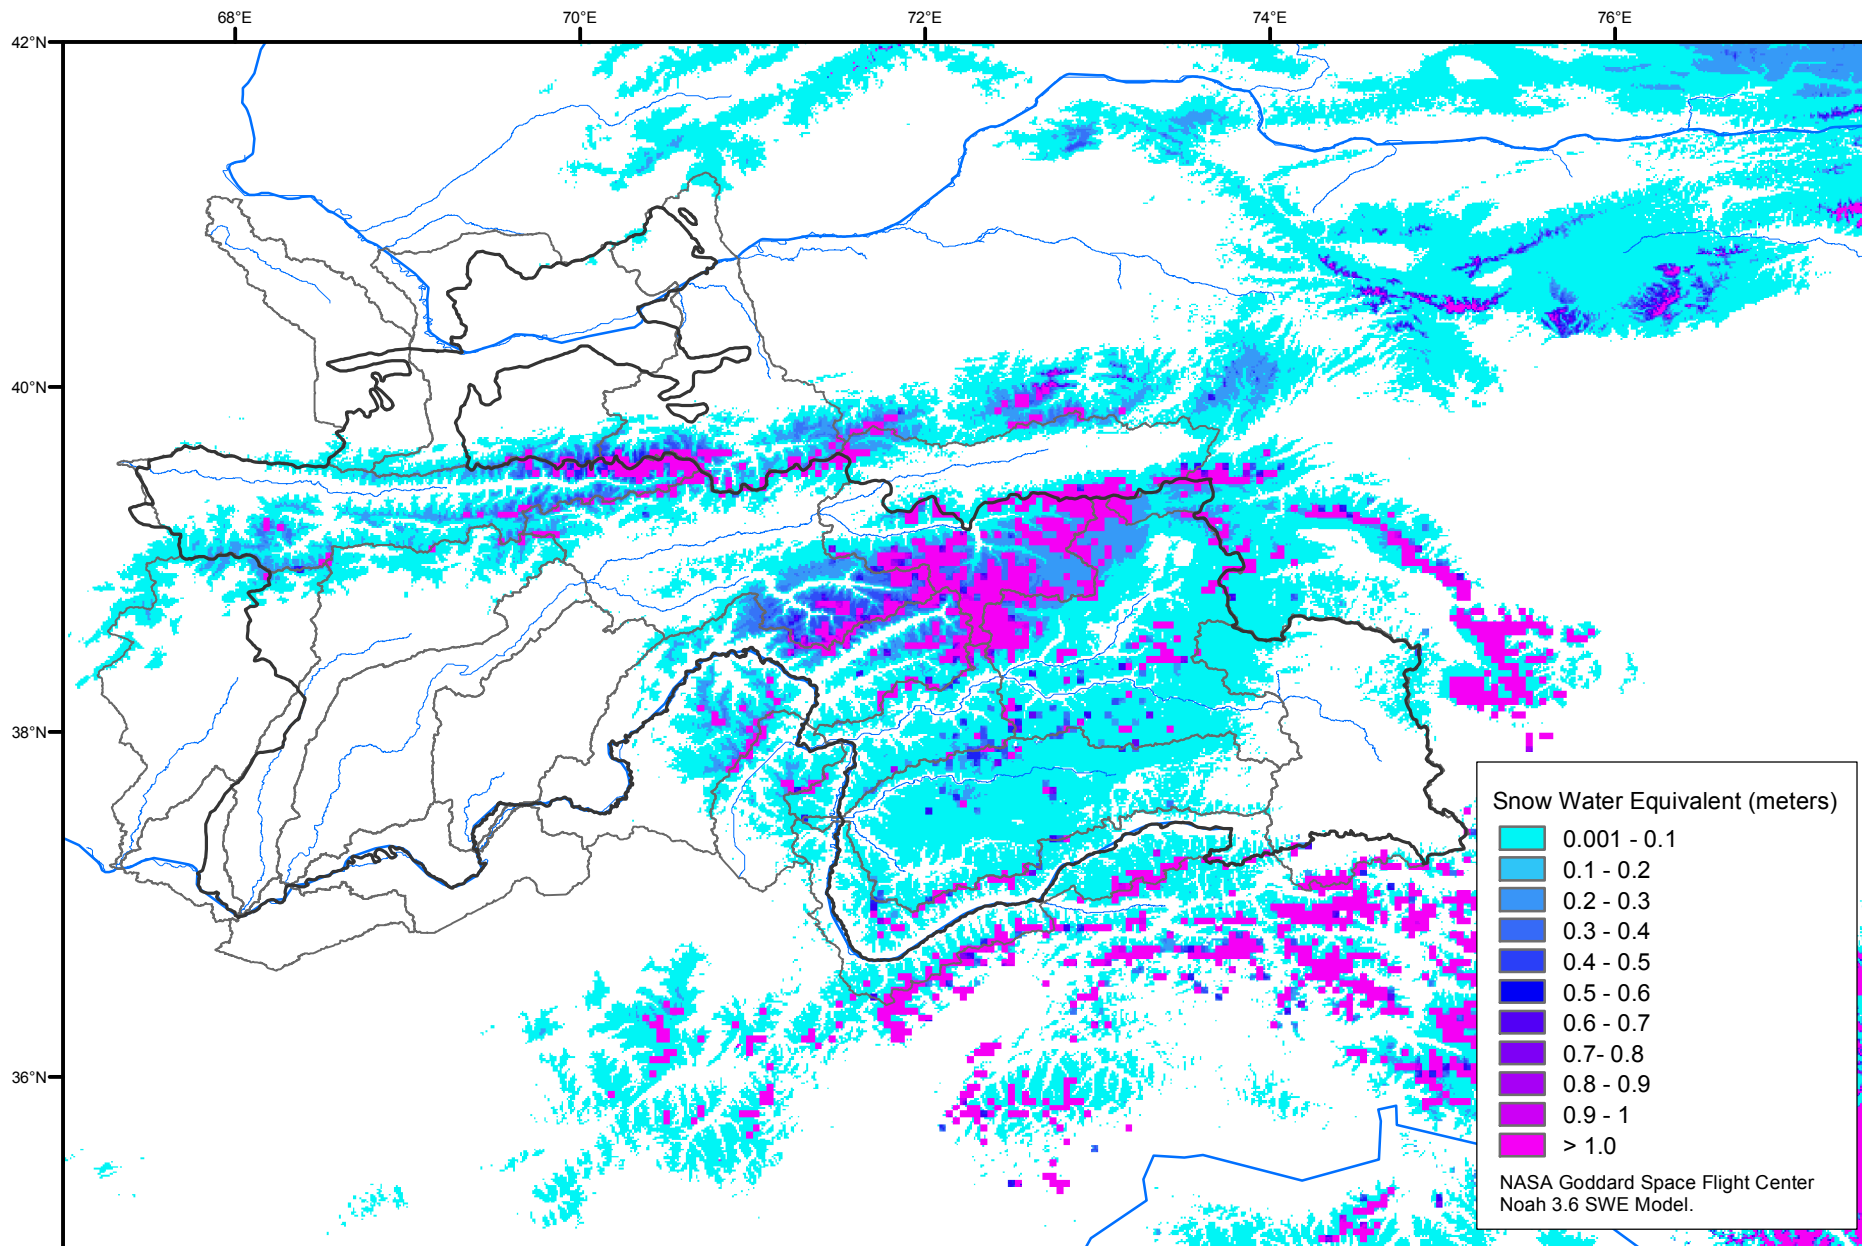 68°E
70°E
72°E
74°E
76°E
42°N
40°N
38°N
36°N
Snow Water Equivalent (meters)
0.001 - 0.1
0.1 - 0.2
0.2 - 0.3
0.3 - 0.4
0.4 - 0.5
0.5 - 0.6
0.6 - 0.7
0.7- 0.8
0.8 - 0.9
0.9 - 1
> 1.0
NASA Goddard Space Flight Center
Noah 3.6 SWE Model.